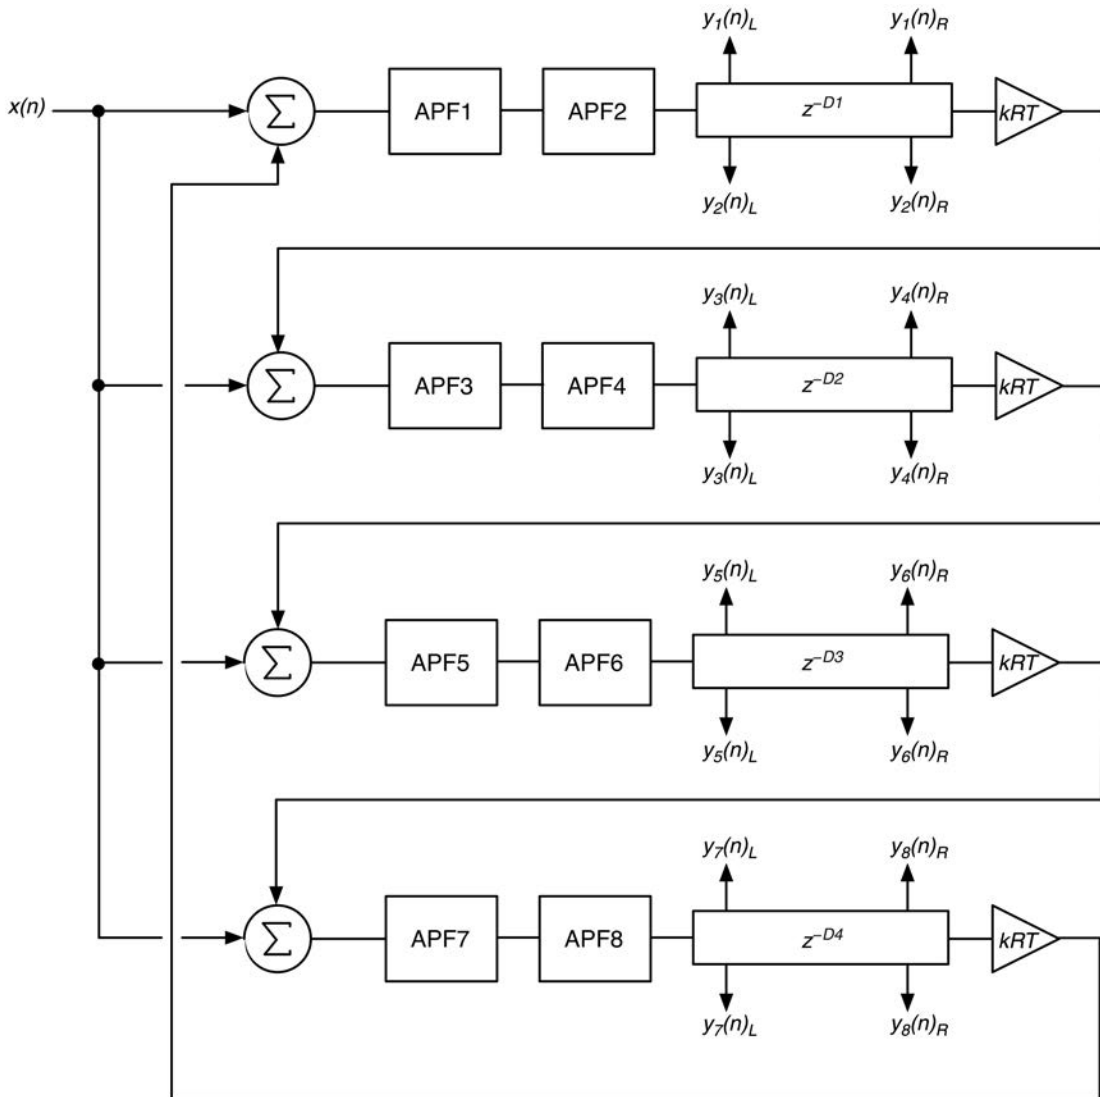 y₁(n)L y₁(n)R
x(n) Σ APF1 APF2 z⁻ᴰ¹ kRT
y₂(n)L y₂(n)R
y₃(n)L y₄(n)R
Σ APF3 APF4 z⁻ᴰ² kRT
y₃(n)L y₄(n)R
y₅(n)L y₆(n)R
Σ APF5 APF6 z⁻ᴰ³ kRT
y₅(n)L y₆(n)R
y₇(n)L y₈(n)R
Σ APF7 APF8 z⁻ᴰ⁴ kRT
y₇(n)L y₈(n)R